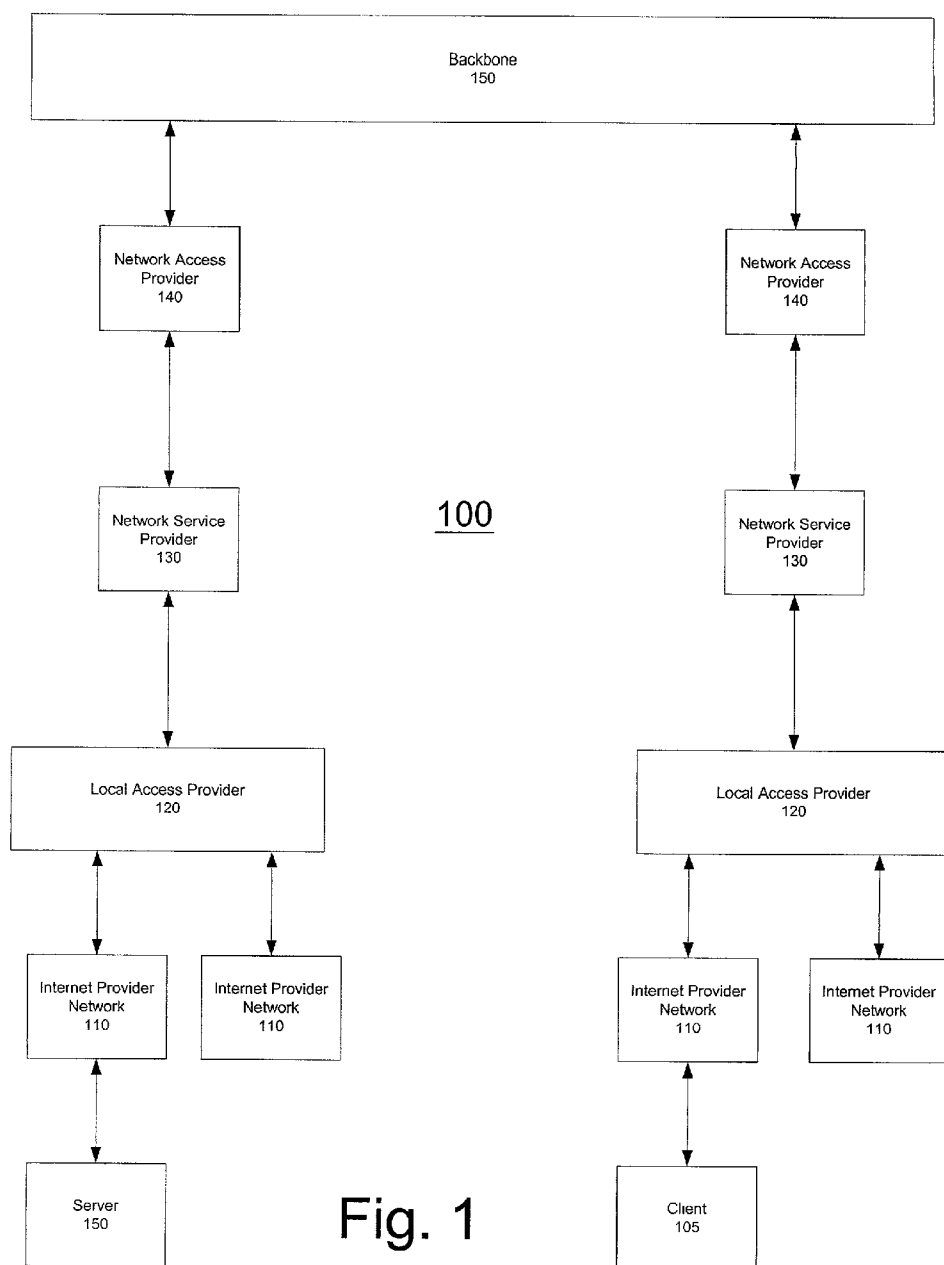 Backbone
150
Network Access
Provider
140
Network Access
Provider
140
Network Service
Provider
130
100
Network Service
Provider
130
Local Access Provider
120
Local Access Provider
120
Internet Provider
Network
110
Internet Provider
Network
110
Internet Provider
Network
110
Internet Provider
Network
110
Server
150
Fig. 1
Client
105